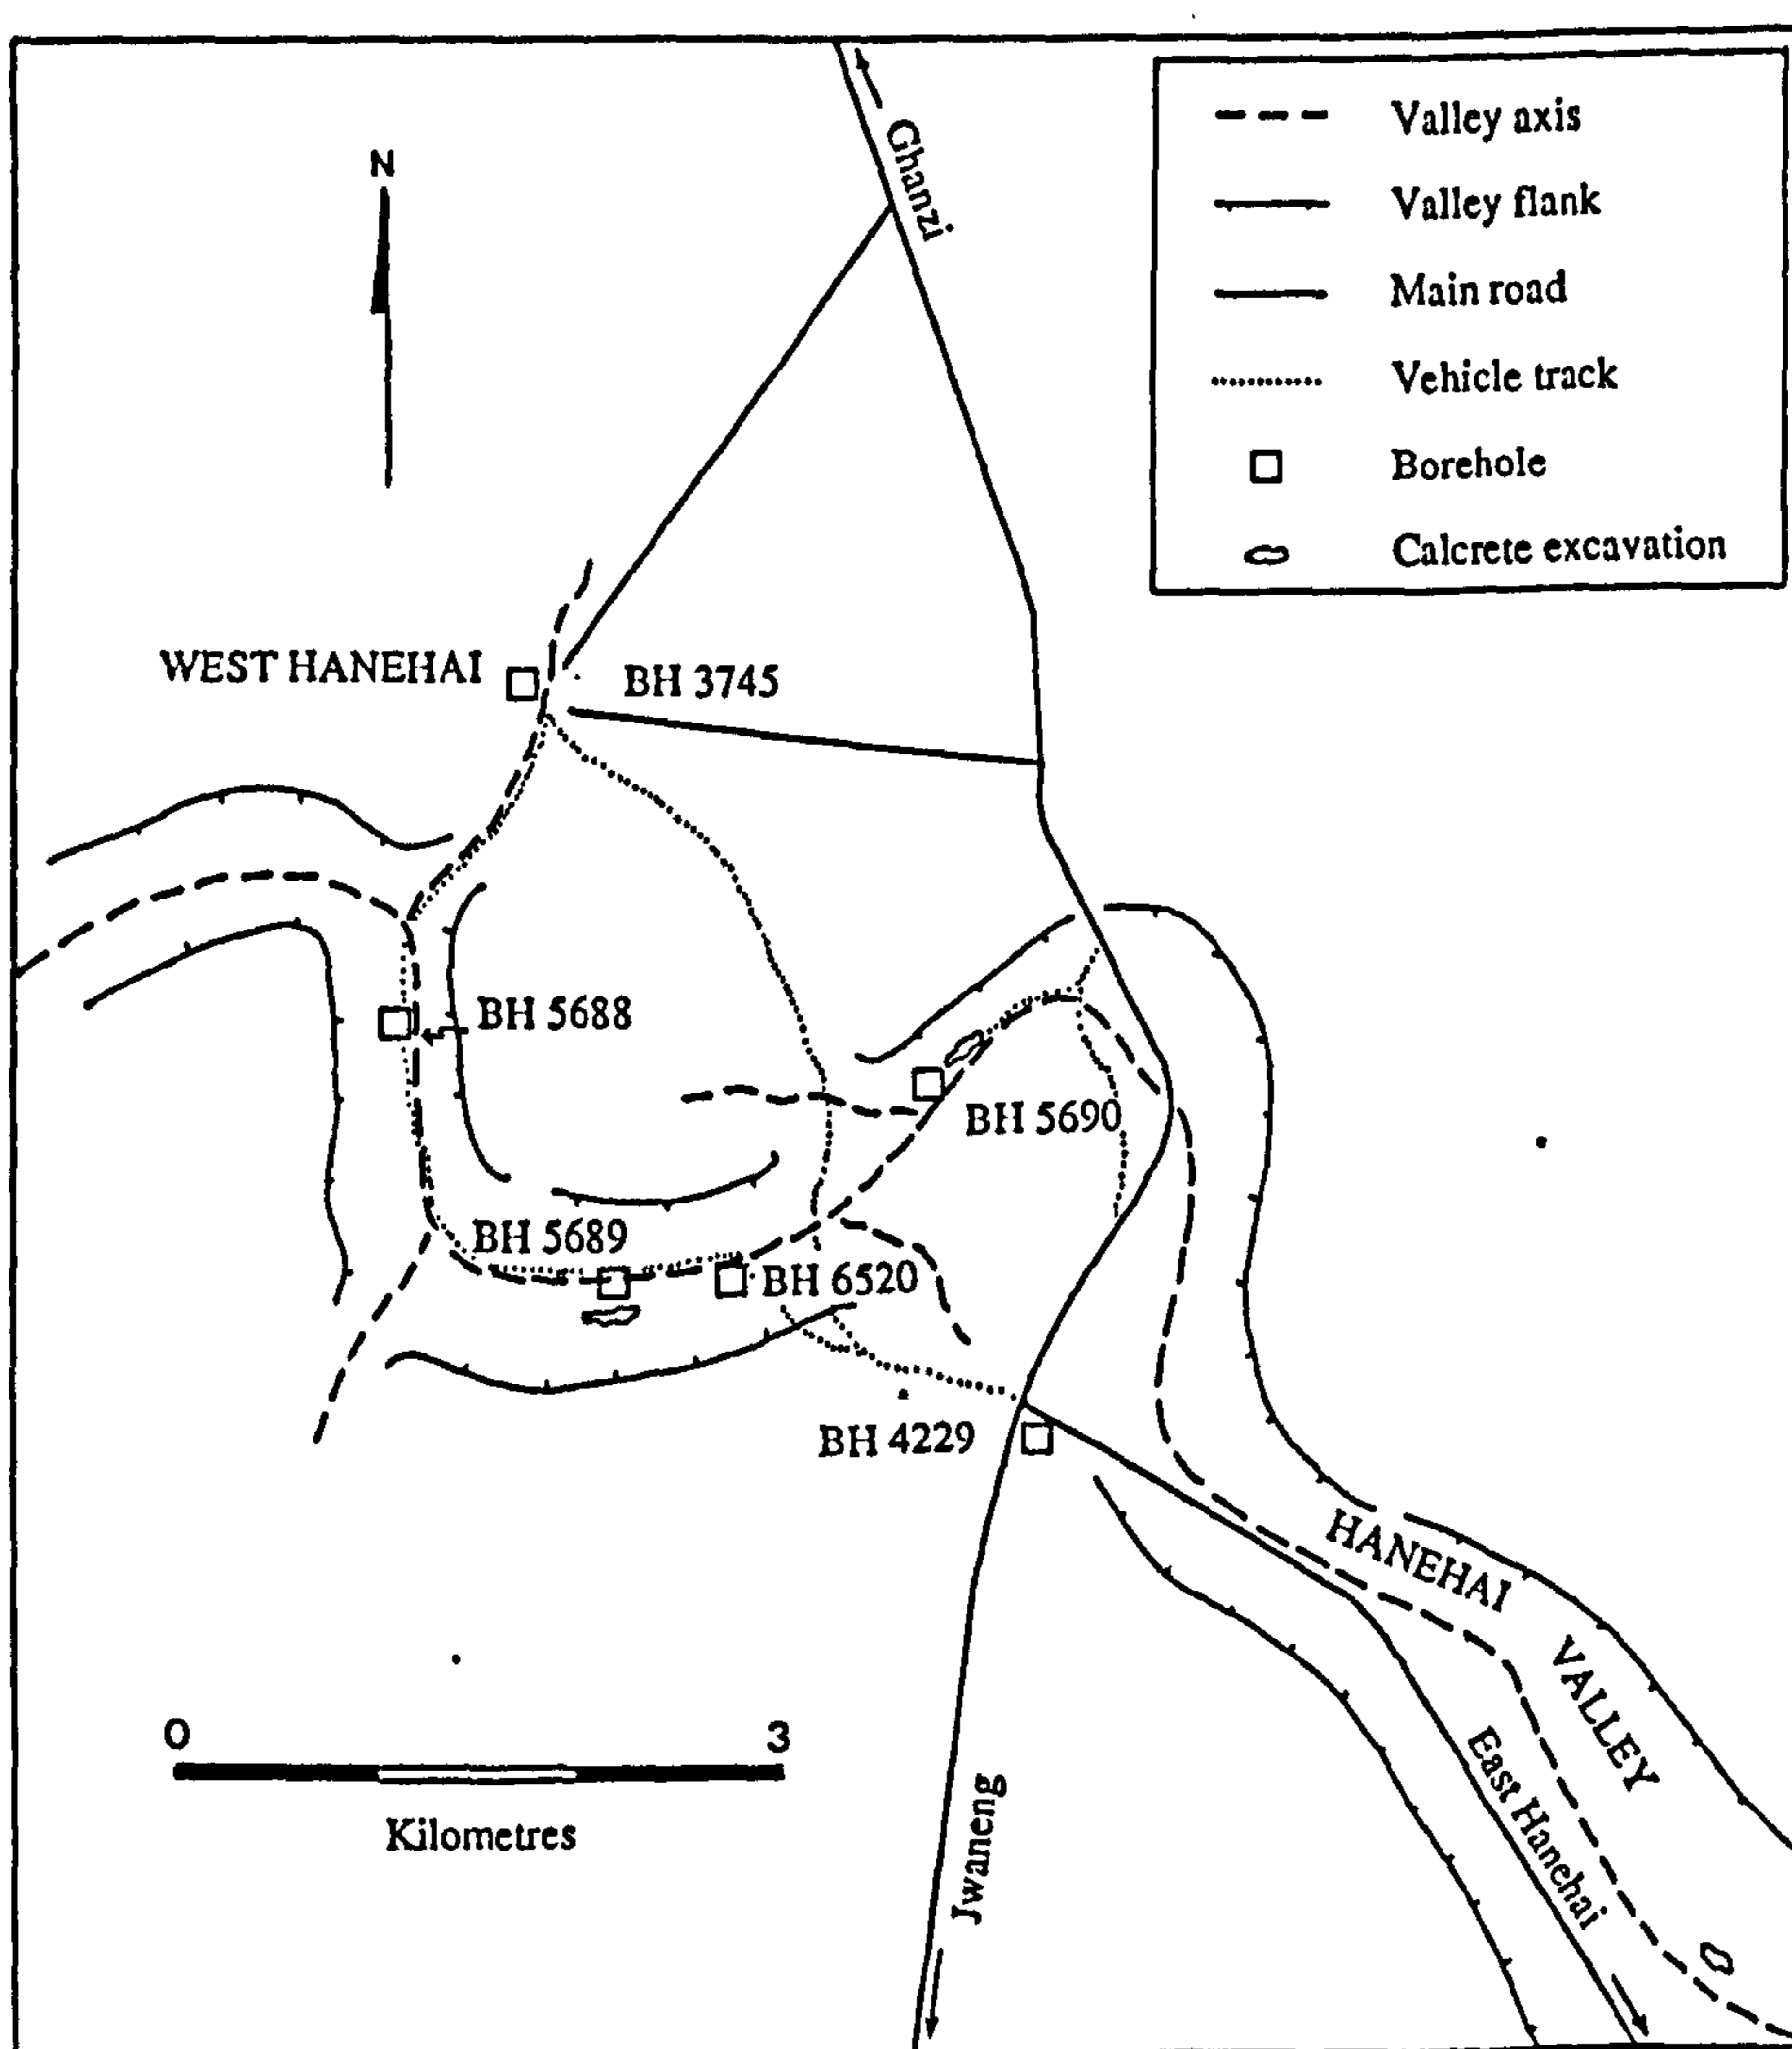 N
Ghanzi
Valley axis
Valley flank
Main road
Vehicle track
Borehole
Calcrete excavation
WEST HANEHAI
BH 3745
BH 5688
BH 5690
BH 5689
BH 6520
BH 4229
HANEHAI
VALLEY
East Hanehai
Jwaneng
0 3
Kilometres